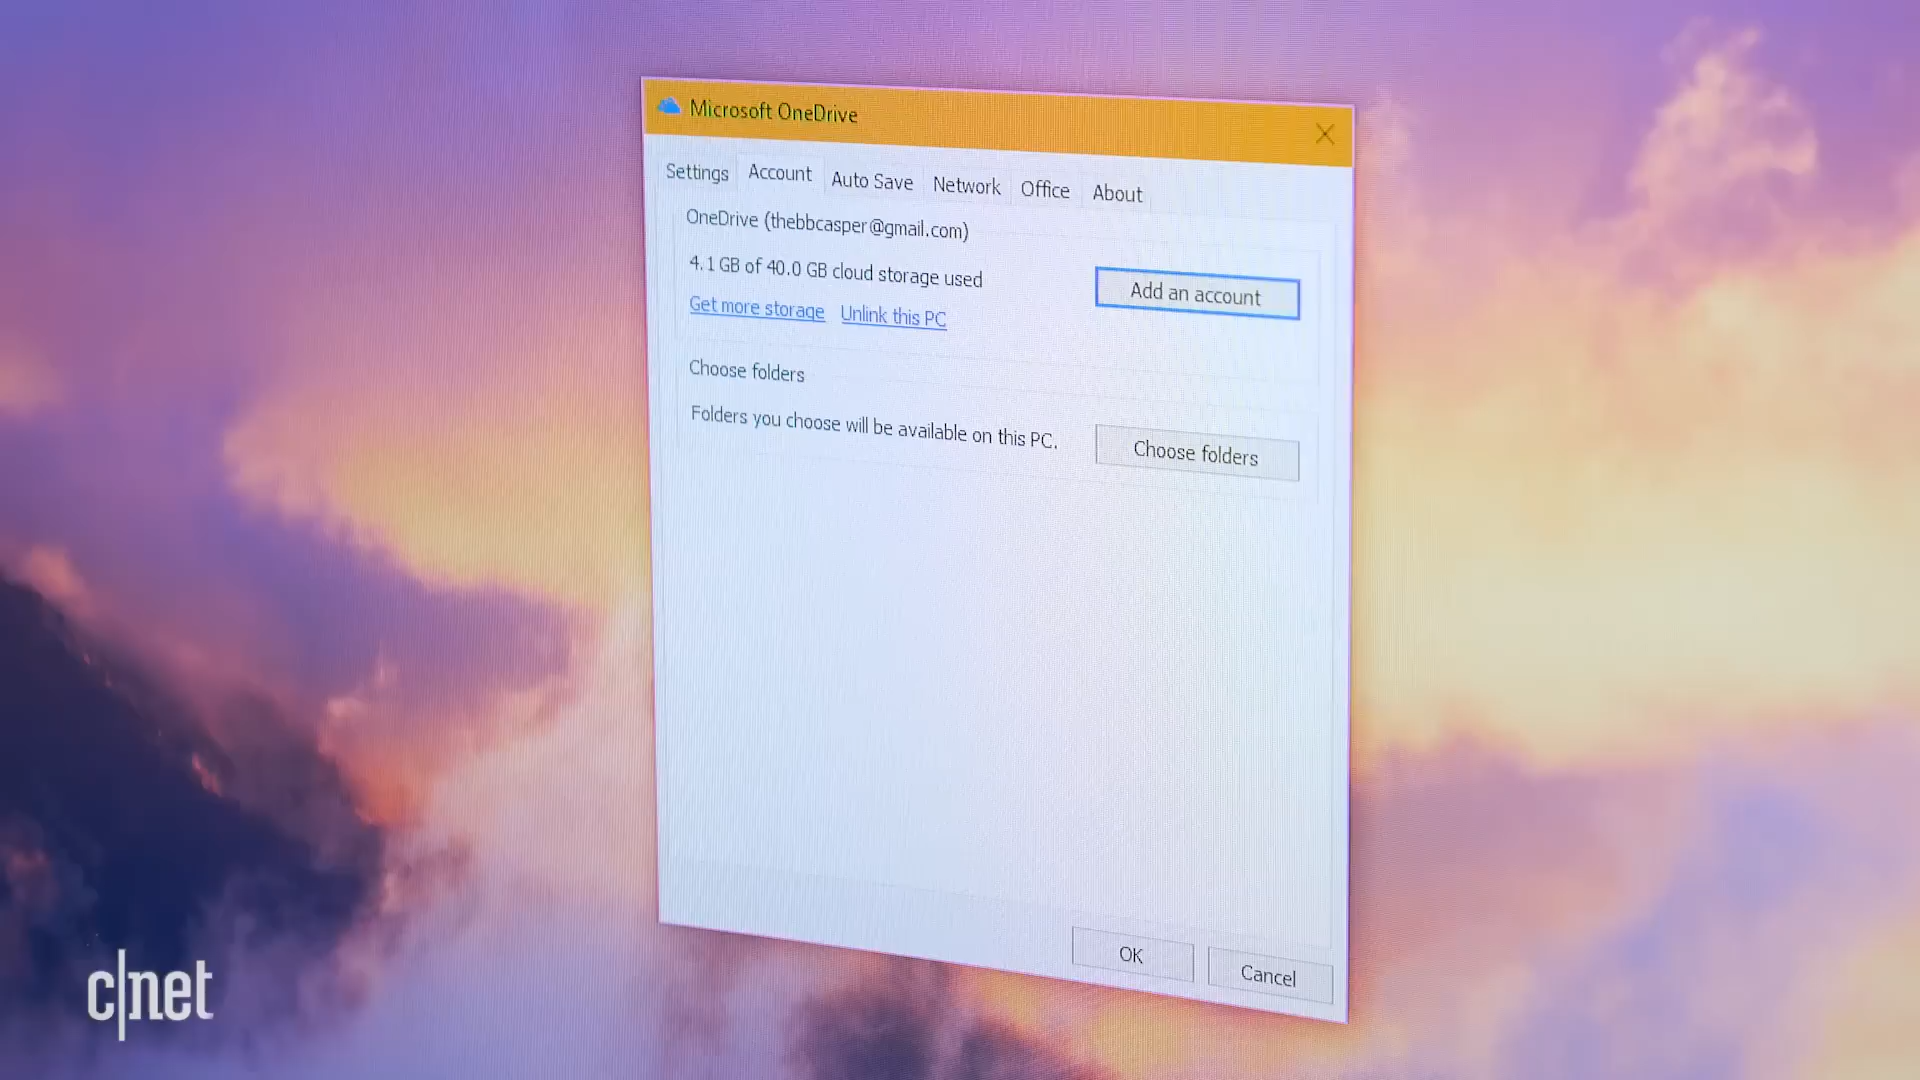 Microsoft OneDrive
Settings Account Auto Save Network Office About
OneDrive (thebbcasper@gmail.com)
4.1 GB of 40.0 GB cloud storage used
Add an account
Get more storage Unlink this PC
Choose folders
Folders you choose will be available on this PC.
Choose folders
OK Cancel
c|net